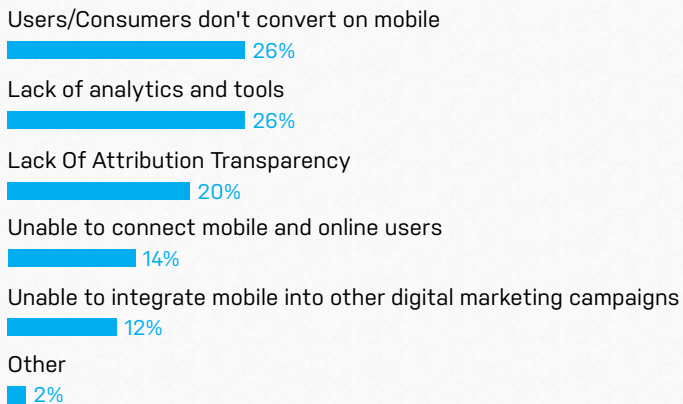 Users/Consumers don't convert on mobile
26%
Lack of analytics and tools
26%
Lack Of Attribution Transparency
20%
Unable to connect mobile and online users
14%
Unable to integrate mobile into other digital marketing campaigns
12%
Other
2%